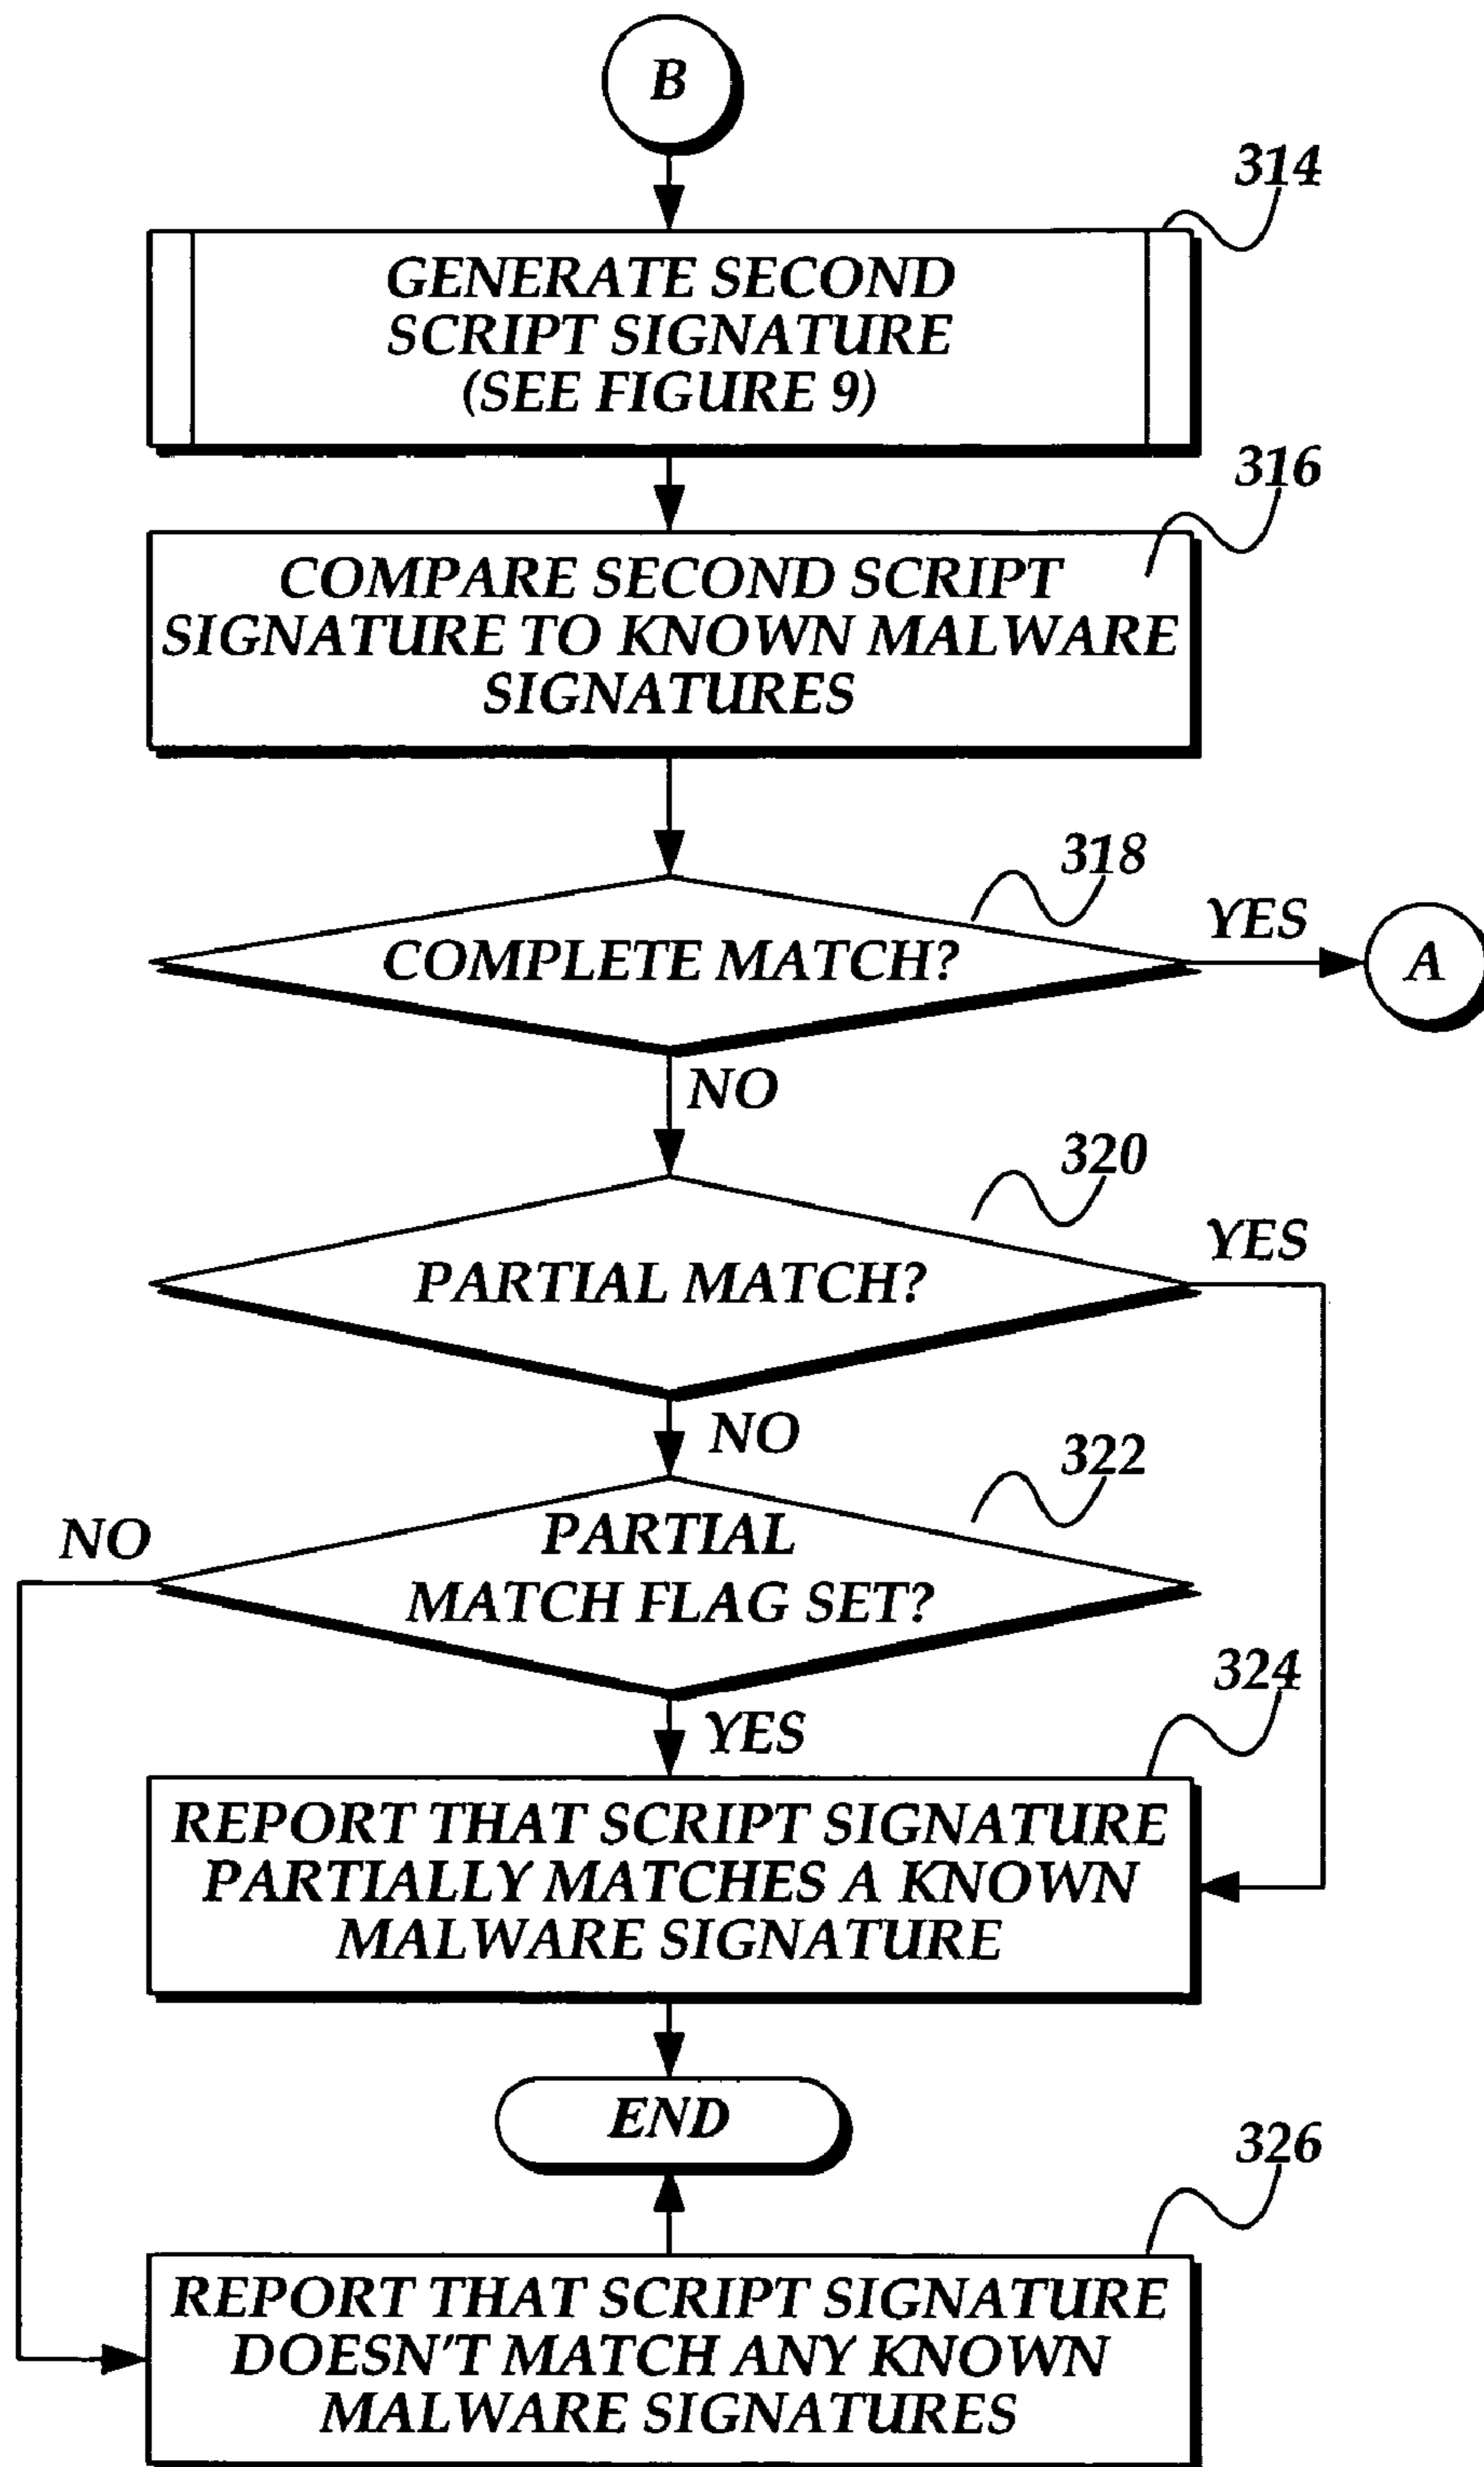 B
314
GENERATE SECOND
SCRIPT SIGNATURE
(SEE FIGURE 9)
316
COMPARE SECOND SCRIPT
SIGNATURE TO KNOWN MALWARE
SIGNATURES
318
COMPLETE MATCH?
YES
A
NO
320
PARTIAL MATCH?
YES
NO
322
PARTIAL
MATCH FLAG SET?
NO
YES
324
REPORT THAT SCRIPT SIGNATURE
PARTIALLY MATCHES A KNOWN
MALWARE SIGNATURE
END
326
REPORT THAT SCRIPT SIGNATURE
DOESN'T MATCH ANY KNOWN
MALWARE SIGNATURES